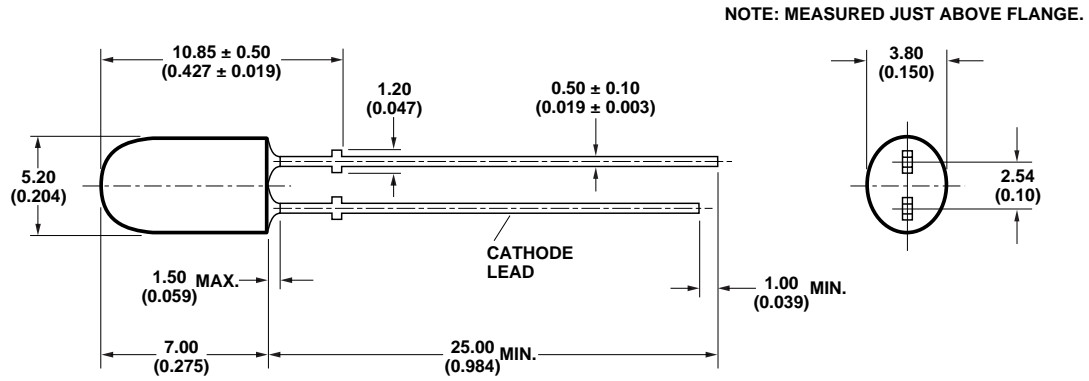 NOTE: MEASURED JUST ABOVE FLANGE.
10.85 ± 0.50
(0.427 ± 0.019)
1.20
(0.047)
0.50 ± 0.10
(0.019 ± 0.003)
3.80
(0.150)
5.20
(0.204)
2.54
(0.10)
CATHODE
LEAD
1.50 MAX.
(0.059)
1.00 MIN.
(0.039)
7.00
(0.275)
25.00 MIN.
(0.984)